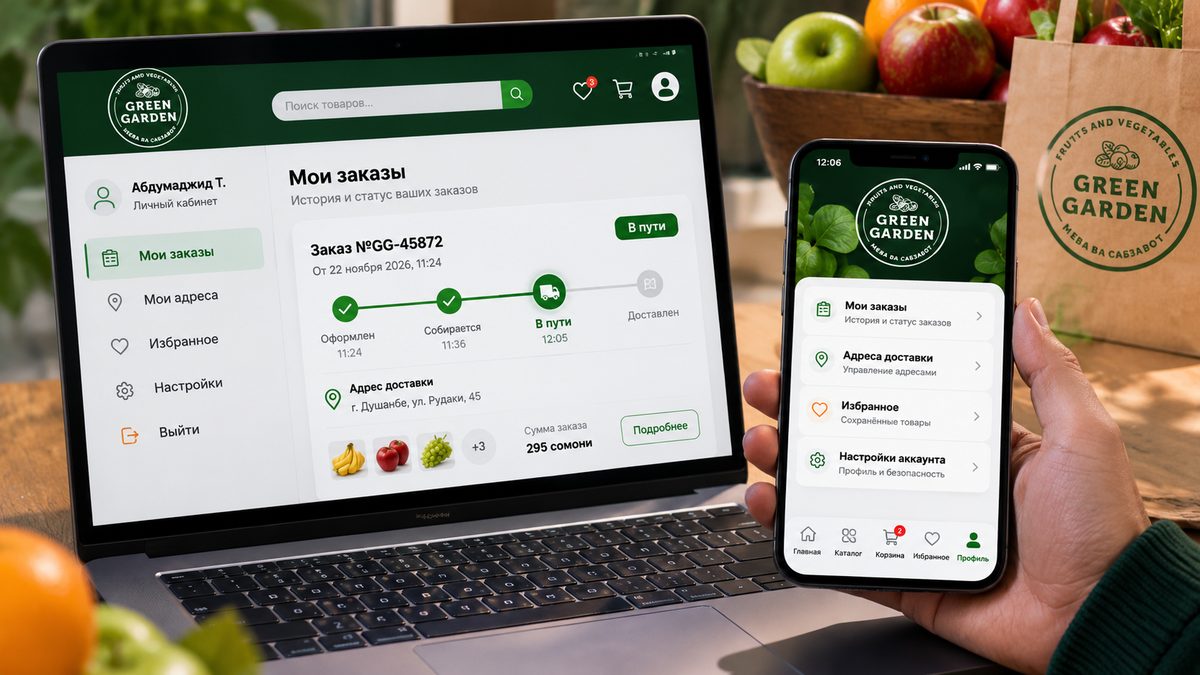 FRUITS AND VEGETABLES
GREEN
GARDEN
МЕВА ВА САБЗАВОТ
Поиск товаров...
3
Абдумаджид Т.
Личный кабинет
Мои заказы
Мои адреса
Избранное
Настройки
Выйти
Мои заказы
История и статус ваших заказов
Заказ №GG-45872
От 22 ноября 2026, 11:24
В пути
Оформлен
11:24
Собирается
11:36
В пути
12:05
Доставлен
Адрес доставки
г. Душанбе, ул. Рудаки, 45
+3
Сумма заказа
295 сомони
Подробнее
12:06
FRUITS AND VEGETABLES
GREEN
GARDEN
МЕВА ВА САБЗАВОТ
Мои заказы
История и статус заказов
Адреса доставки
Управление адресами
Избранное
Сохранённые товары
Настройки аккаунта
Профиль и безопасность
Главная
Каталог
2
Корзина
Избранное
Профиль
FRUITS AND VEGETABLES
GREEN
GARDEN
МЕВА ВА САБЗАВОТ